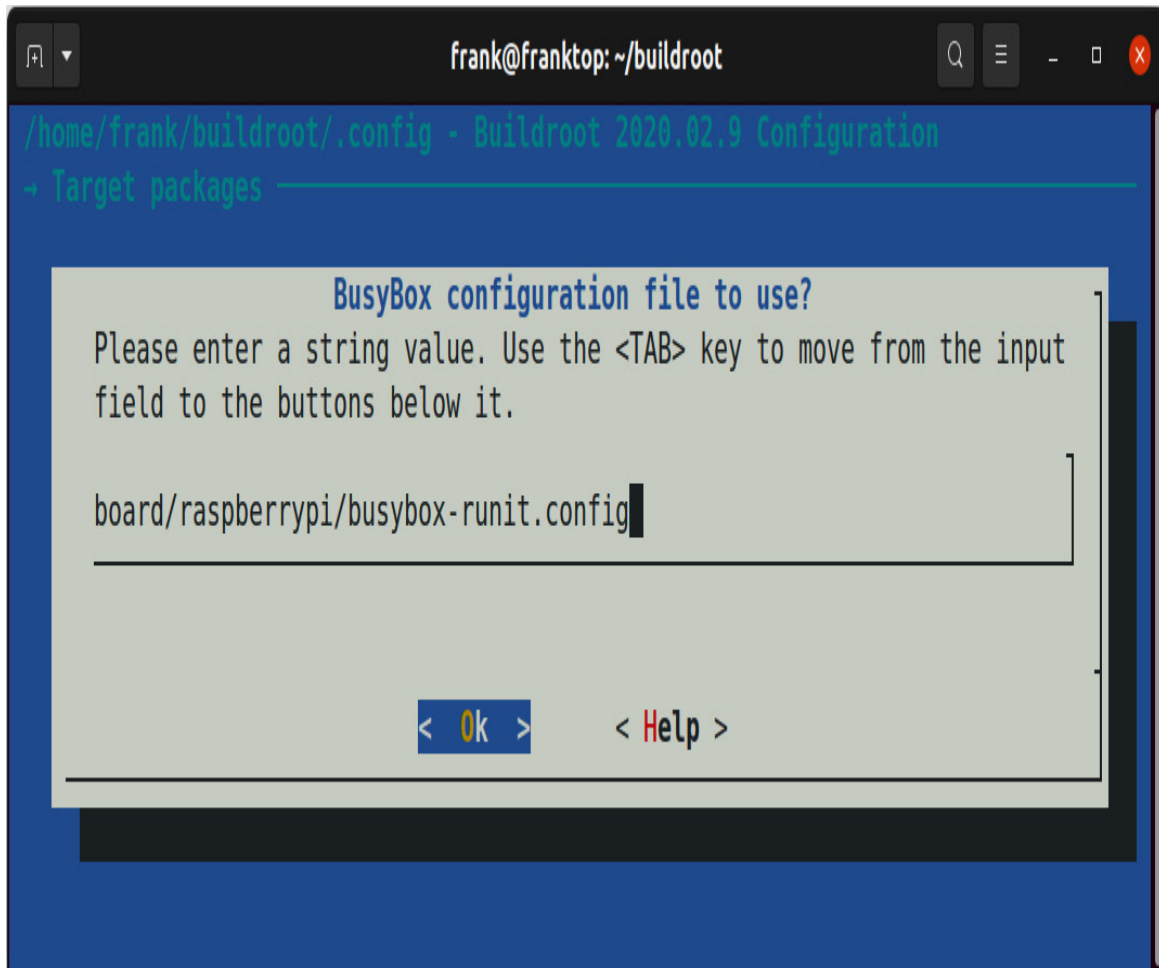 frank@franktop: ~/buildroot
/home/frank/buildroot/.config - Buildroot 2020.02.9 Configuration
→ Target packages
BusyBox configuration file to use?
Please enter a string value. Use the <TAB> key to move from the input
field to the buttons below it.
board/raspberrypi/busybox-runit.config
< Ok > < Help >